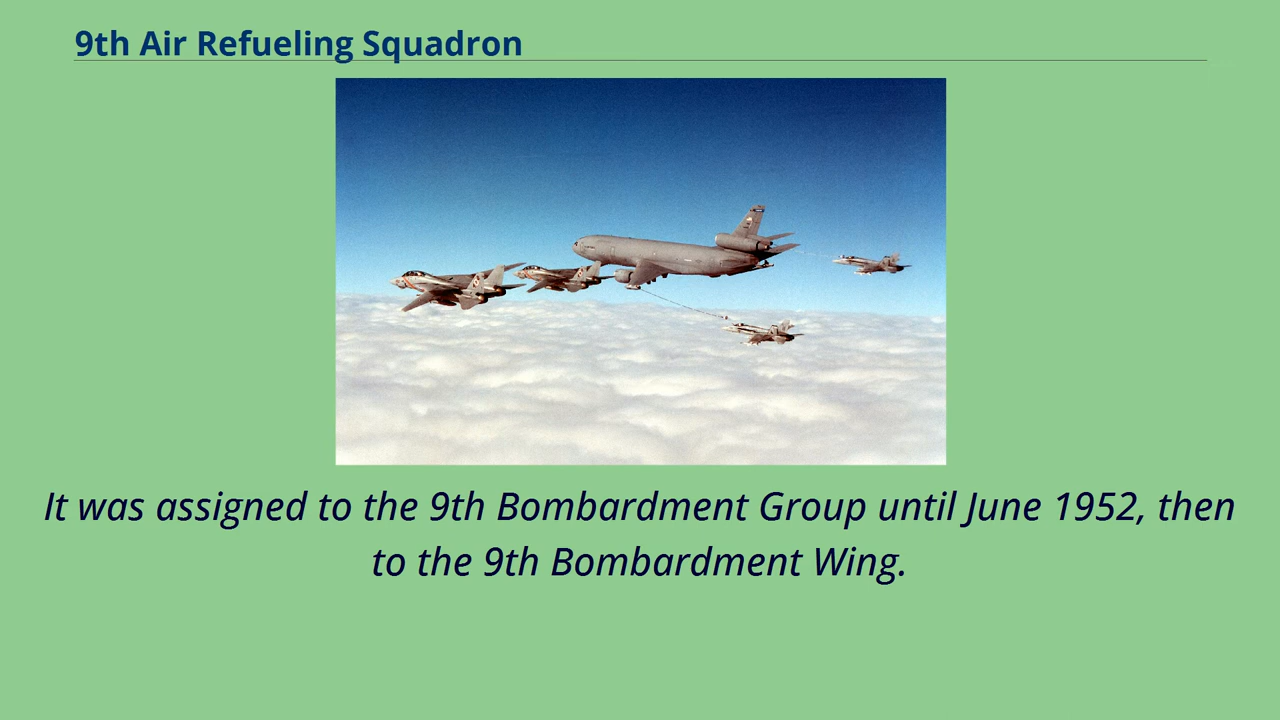 9th Air Refueling Squadron
It was assigned to the 9th Bombardment Group until June 1952, then
to the 9th Bombardment Wing.